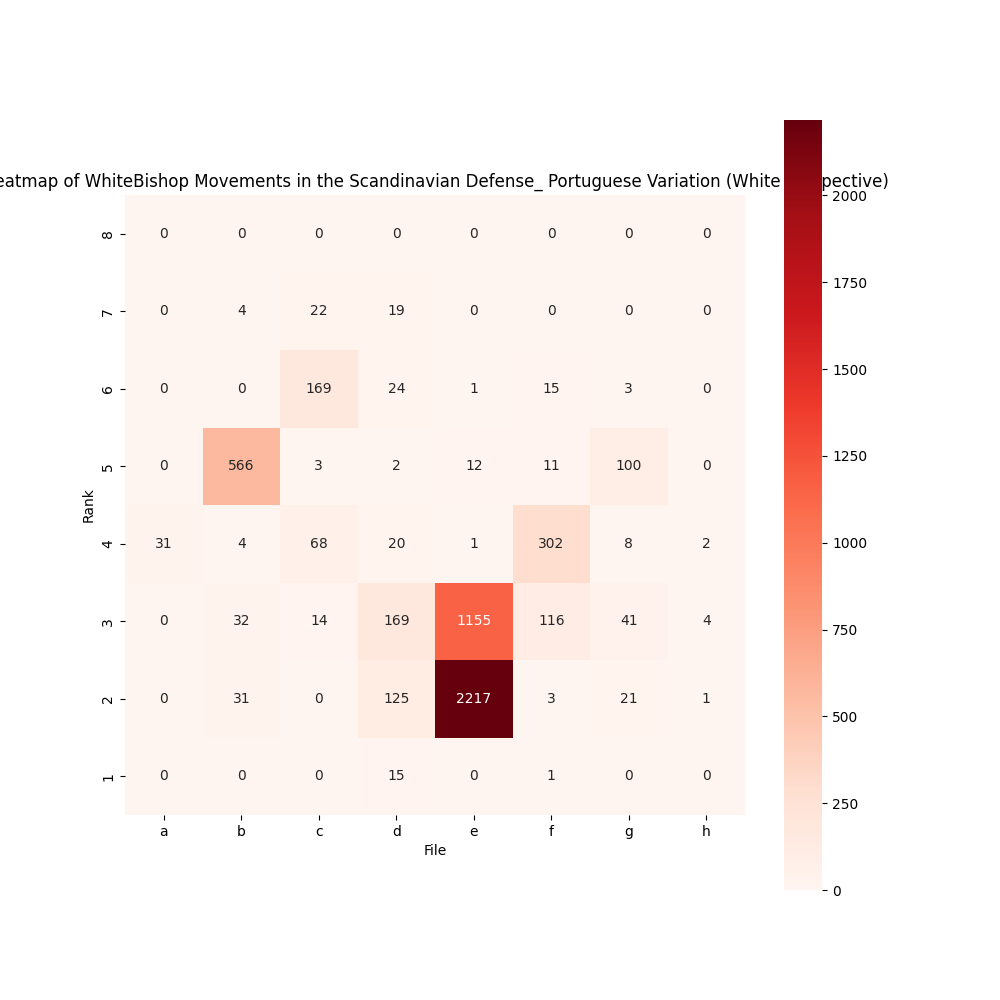 eatmap of WhiteBishop Movements in the Scandinavian Defense_ Portuguese Variation (White pective)
2000
8 0 0 0 0 0 0 0 0
1750
7 0 4 22 19 0 0 0 0
1500
6 0 0 169 24 1 15 3 0
1250
5 0 566 3 2 12 11 100 0
Rank
1000
4 31 4 68 20 1 302 8 2
750
3 0 32 14 169 1155 116 41 4
500
2 0 31 0 125 2217 3 21 1
250
1 0 0 0 15 0 1 0 0
a b c d e f g h
File
0